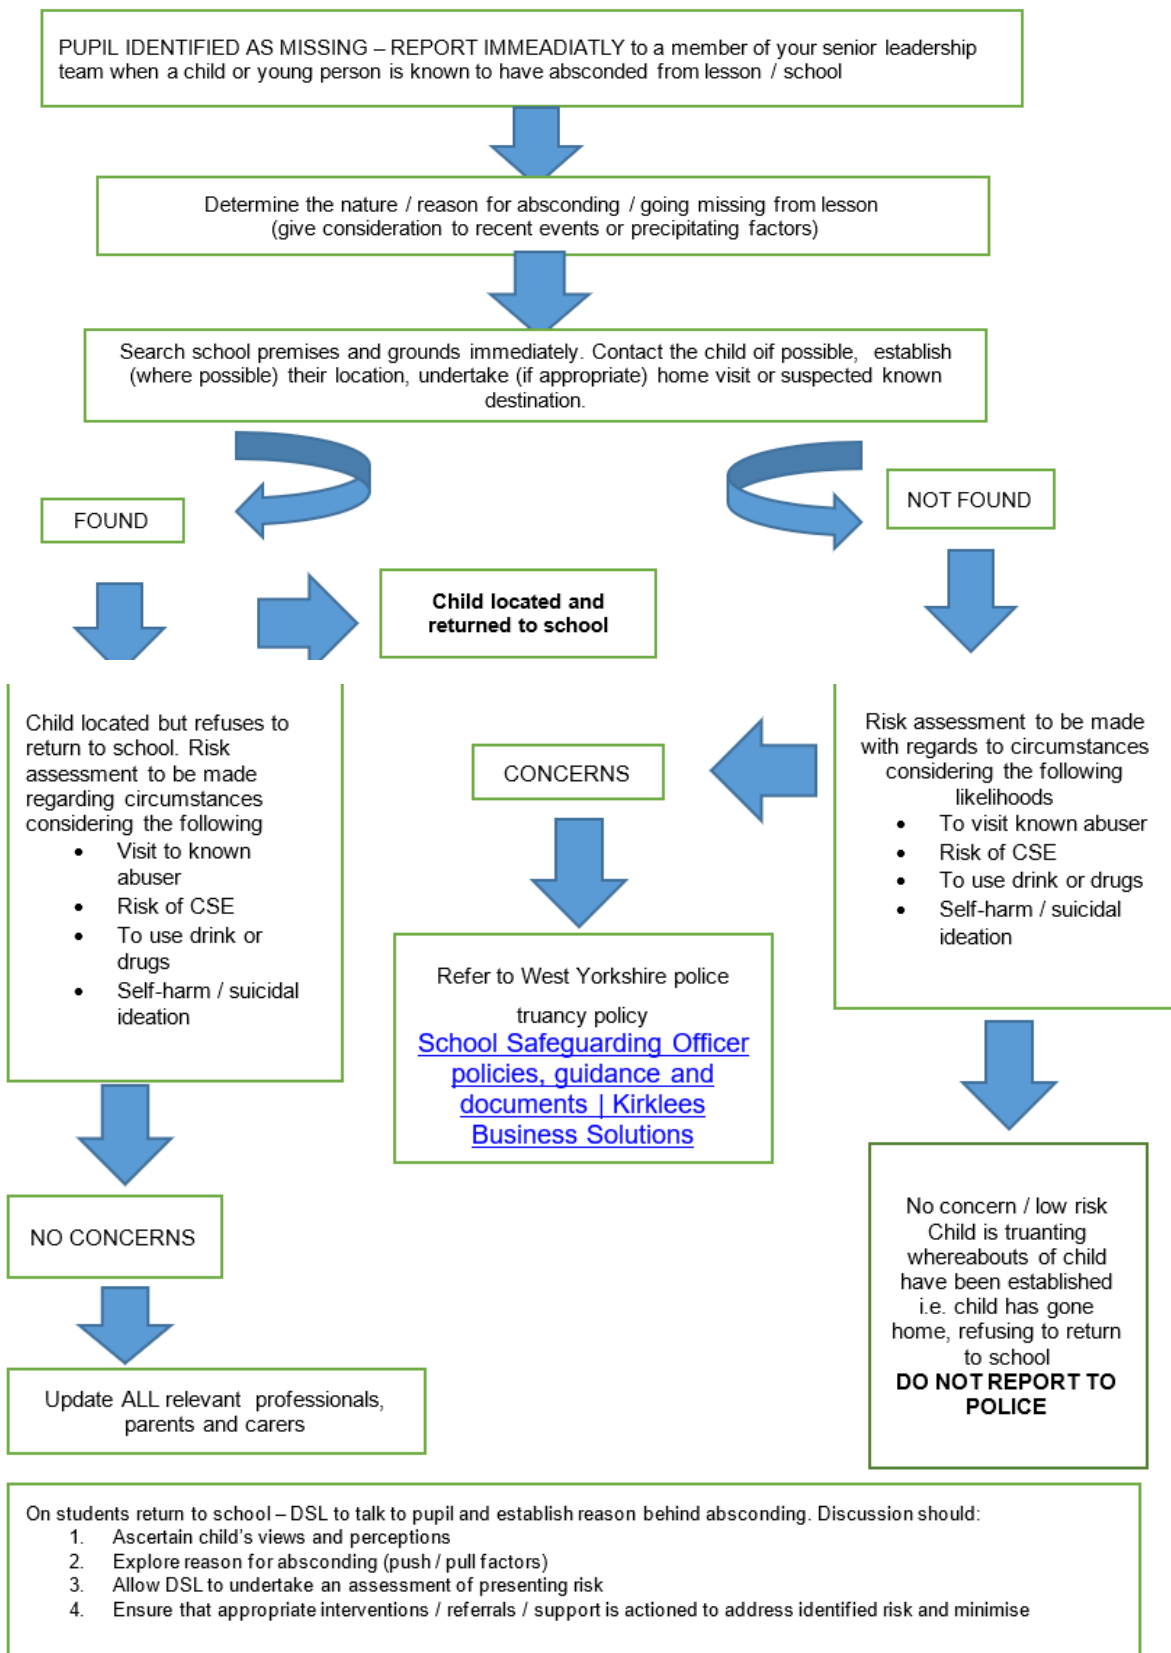 PUPIL IDENTIFIED AS MISSING – REPORT IMMEADIATLY to a member of your senior leadership
team when a child or young person is known to have absconded from lesson / school
Determine the nature / reason for absconding / going missing from lesson
(give consideration to recent events or precipitating factors)
Search school premises and grounds immediately. Contact the child oif possible, establish
(where possible) their location, undertake (if appropriate) home visit or suspected known
destination.
FOUND
NOT FOUND
Child located and
returned to school
Child located but refuses to
return to school. Risk
assessment to be made
regarding circumstances
considering the following
• Visit to known
abuser
• Risk of CSE
• To use drink or
drugs
• Self-harm / suicidal
ideation
CONCERNS
Risk assessment to be made
with regards to circumstances
considering the following
likelihoods
• To visit known abuser
• Risk of CSE
• To use drink or drugs
• Self-harm / suicidal
ideation
Refer to West Yorkshire police
truancy policy
School Safeguarding Officer
policies, guidance and
documents | Kirklees
Business Solutions
NO CONCERNS
No concern / low risk
Child is truanting
whereabouts of child
have been established
i.e. child has gone
home, refusing to return
to school
DO NOT REPORT TO
POLICE
Update ALL relevant professionals,
parents and carers
On students return to school – DSL to talk to pupil and establish reason behind absconding. Discussion should:
1. Ascertain child's views and perceptions
2. Explore reason for absconding (push / pull factors)
3. Allow DSL to undertake an assessment of presenting risk
4. Ensure that appropriate interventions / referrals / support is actioned to address identified risk and minimise